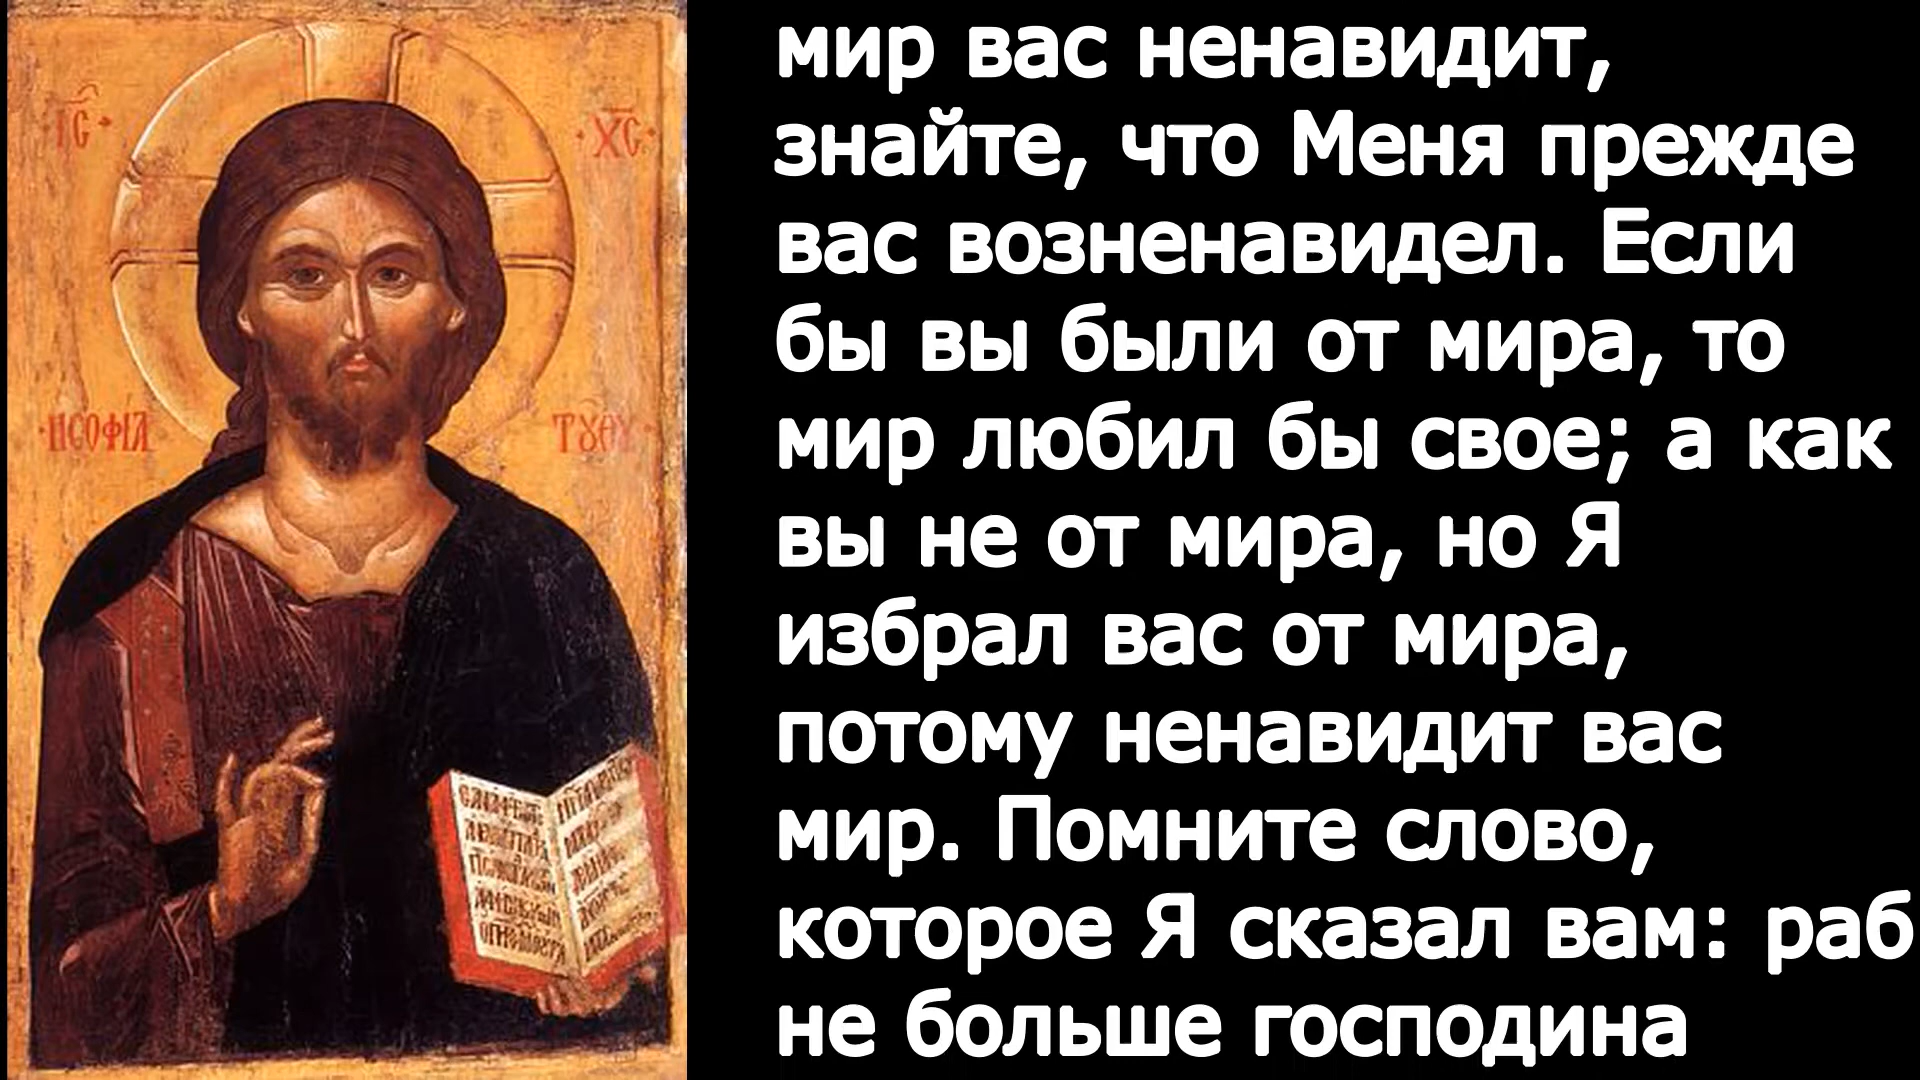 І҃С
Х҃С
мир вас ненавидит,
знайте, что Меня прежде
вас возненавидел. Если
бы вы были от мира, то
мир любил бы свое; а как
вы не от мира, но Я
избрал вас от мира,
потому ненавидит вас
мир. Помните слово,
которое Я сказал вам: раб
не больше господина